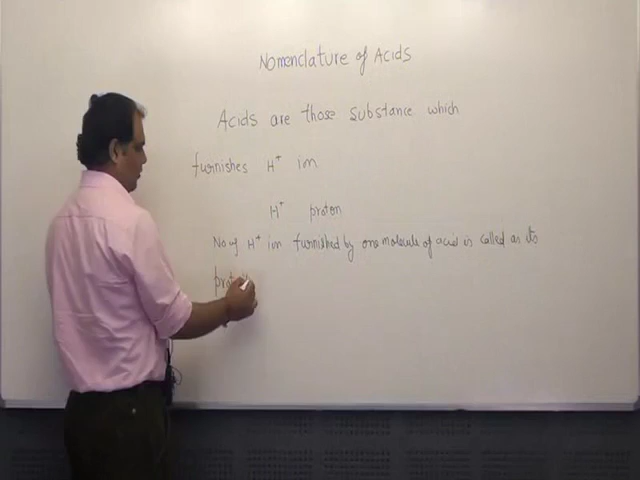 Nomenclature of Acids
Acids are those substance which
furnishes H⁺ ion
H⁺ proton
No of H⁺ ion furnished by one molecule of acid is called as its